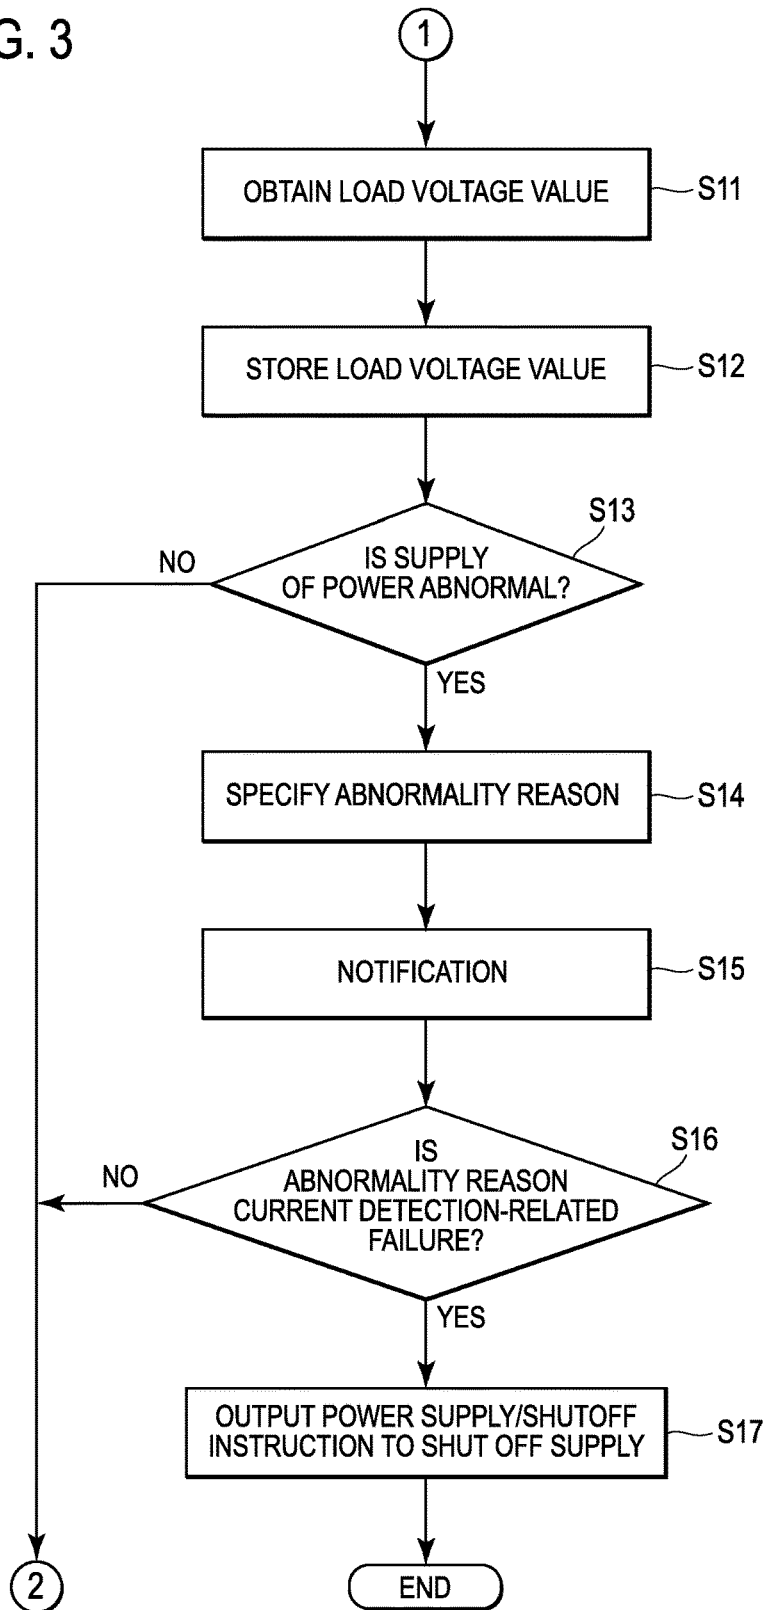 G. 3
1
OBTAIN LOAD VOLTAGE VALUE
S11
STORE LOAD VOLTAGE VALUE
S12
S13
NO
IS SUPPLY
OF POWER ABNORMAL?
YES
SPECIFY ABNORMALITY REASON
S14
NOTIFICATION
S15
S16
NO
IS
ABNORMALITY REASON
CURRENT DETECTION-RELATED
FAILURE?
YES
OUTPUT POWER SUPPLY/SHUTOFF
INSTRUCTION TO SHUT OFF SUPPLY
S17
2
END